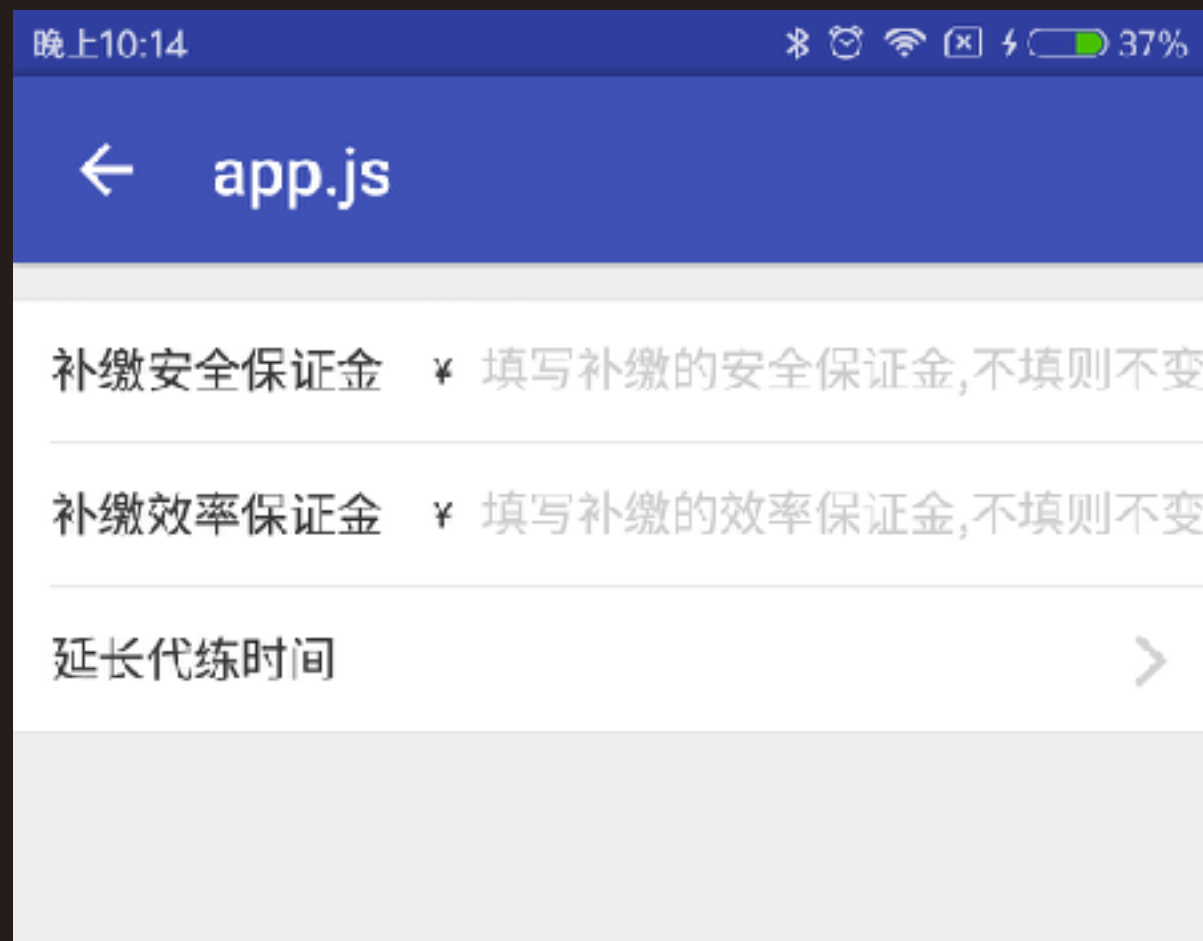 晚上10:14 37%
app.js
补缴安全保证金 ¥ 填写补缴的安全保证金,不填则不变
补缴效率保证金 ¥ 填写补缴的效率保证金,不填则不变
延长代练时间